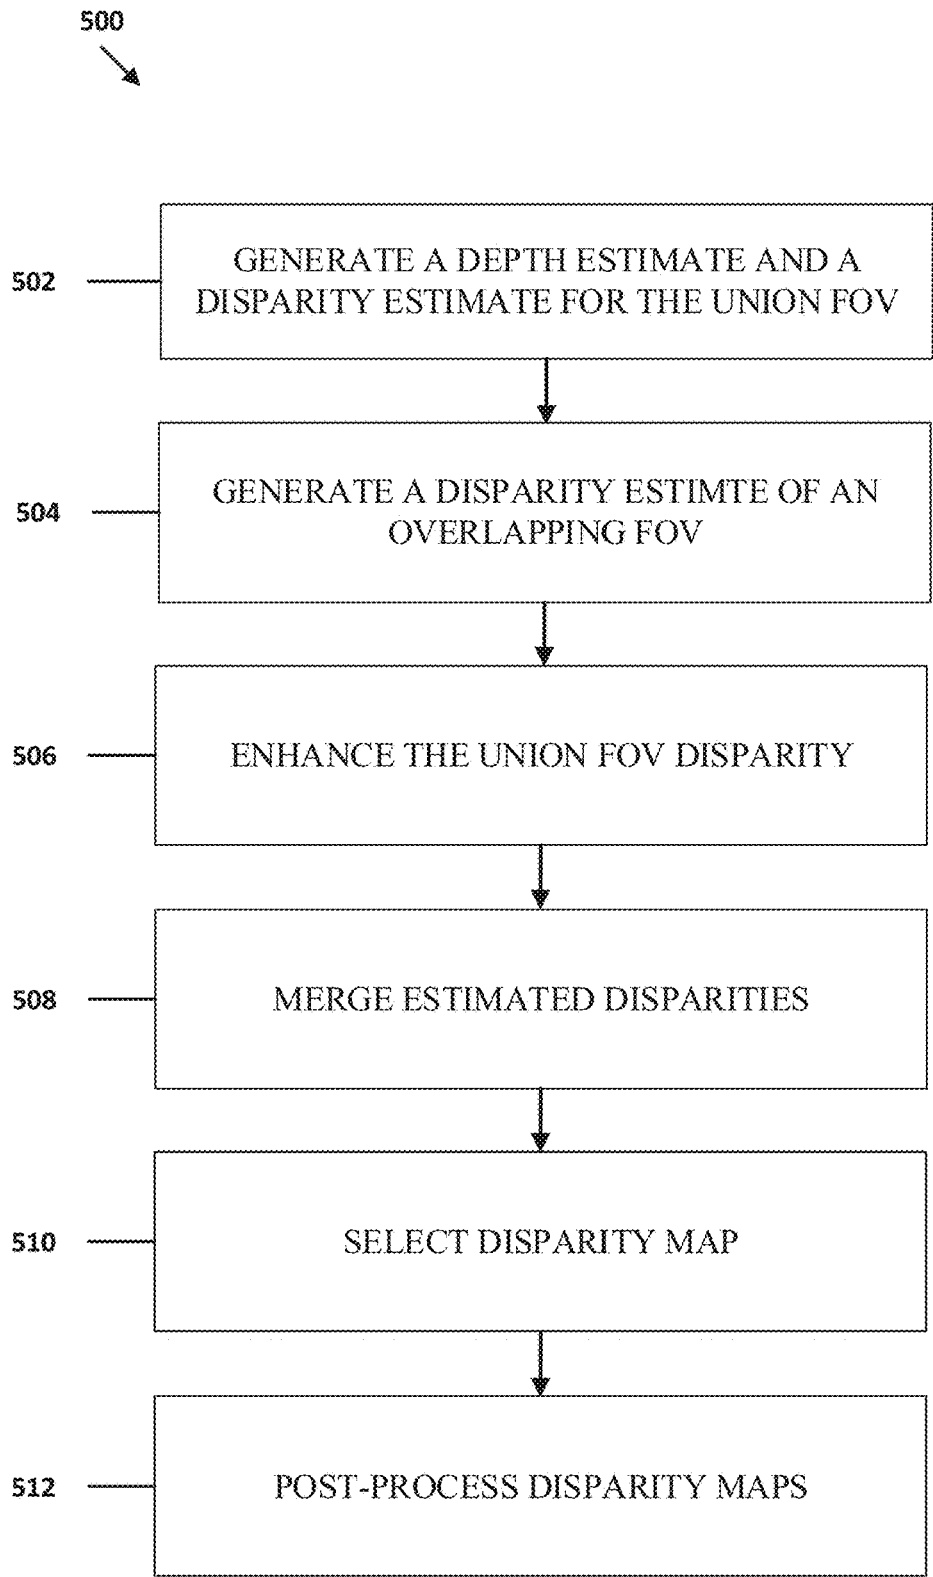 500
502
GENERATE A DEPTH ESTIMATE AND A
DISPARITY ESTIMATE FOR THE UNION FOV
504
GENERATE A DISPARITY ESTIMTE OF AN
OVERLAPPING FOV
506
ENHANCE THE UNION FOV DISPARITY
508
MERGE ESTIMATED DISPARITIES
510
SELECT DISPARITY MAP
512
POST-PROCESS DISPARITY MAPS